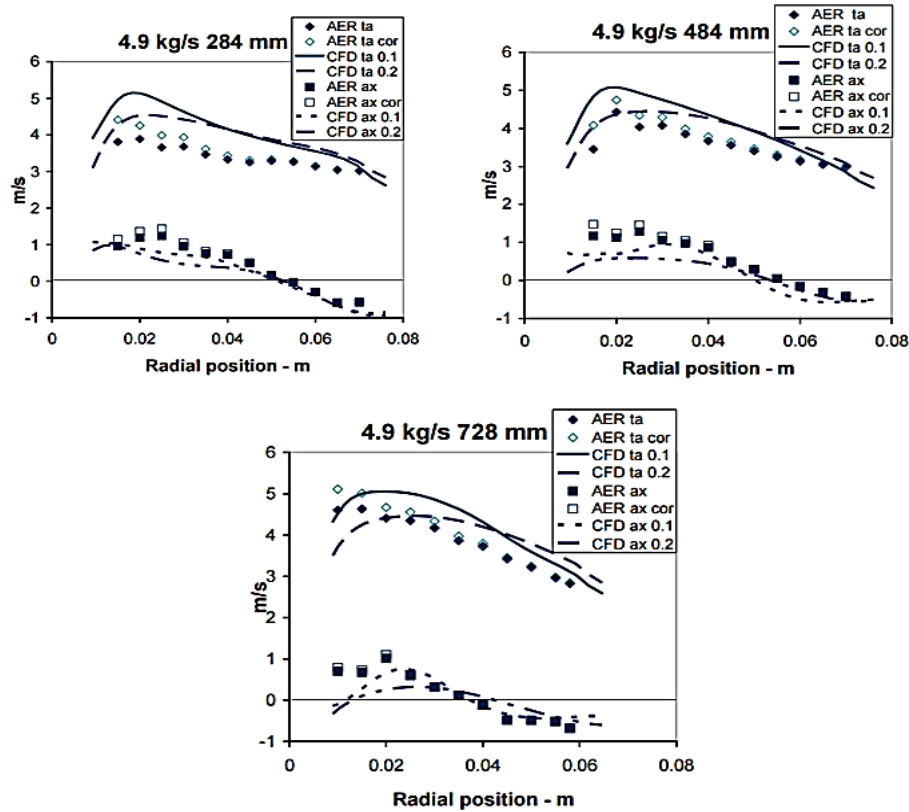 4.9 kg/s 284 mm
AER ta
AER ta cor
CFD ta 0.1
CFD ta 0.2
AER ax
AER ax cor
CFD ax 0.1
CFD ax 0.2
6
5
4
3
2
1
0
-1
m/s
0
0.02
0.04
0.06
0.08
Radial position - m
4.9 kg/s 484 mm
AER ta
AER ta cor
CFD ta 0.1
CFD ta 0.2
AER ax
AER ax cor
CFD ax 0.1
CFD ax 0.2
6
5
4
3
2
1
0
-1
m/s
0
0.02
0.04
0.06
0.08
Radial position - m
4.9 kg/s 728 mm
AER ta
AER ta cor
CFD ta 0.1
CFD ta 0.2
AER ax
AER ax cor
CFD ax 0.1
CFD ax 0.2
6
5
4
3
2
1
0
-1
m/s
0
0.02
0.04
0.06
0.08
Radial position - m